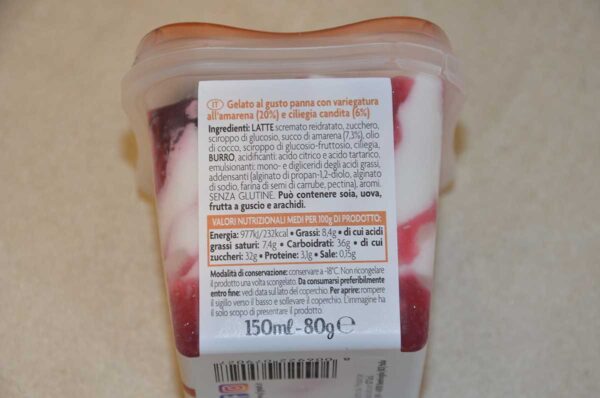 IT Gelato al gusto panna con variegatura
all'amarena (20%) e ciliegia candita (6%)
Ingredienti: LATTE scremato reidratato, zucchero,
sciroppo di glucosio, succo di amarena (7,3%), olio
di cocco, sciroppo di glucosio-fruttosio, ciliegia,
BURRO, acidificanti: acido citrico e acido tartarico,
emulsionanti: mono- e digliceridi degli acidi grassi,
addensanti (alginato di propan-1,2-diolo, alginato
di sodio, farina di semi di carrube, pectina), aromi.
SENZA GLUTINE. Può contenere soia, uova,
frutta a guscio e arachidi.
VALORI NUTRIZIONALI MEDI PER 100g DI PRODOTTO:
Energia: 977kJ/232kcal • Grassi: 8,4g • di cui acidi
grassi saturi: 7,4g • Carboidrati: 36g • di cui
zuccheri: 32g • Proteine: 3,1g • Sale: 0,15g
Modalità di conservazione: conservare a -18°C. Non ricongelare
il prodotto una volta scongelato. Da consumarsi preferibilmente
entro fine: vedi data sul lato del coperchio. Per aprire: rompere
il sigillo verso il basso e sollevare il coperchio. L'immagine ha
il solo scopo di presentare il prodotto.
150ml-80g℮